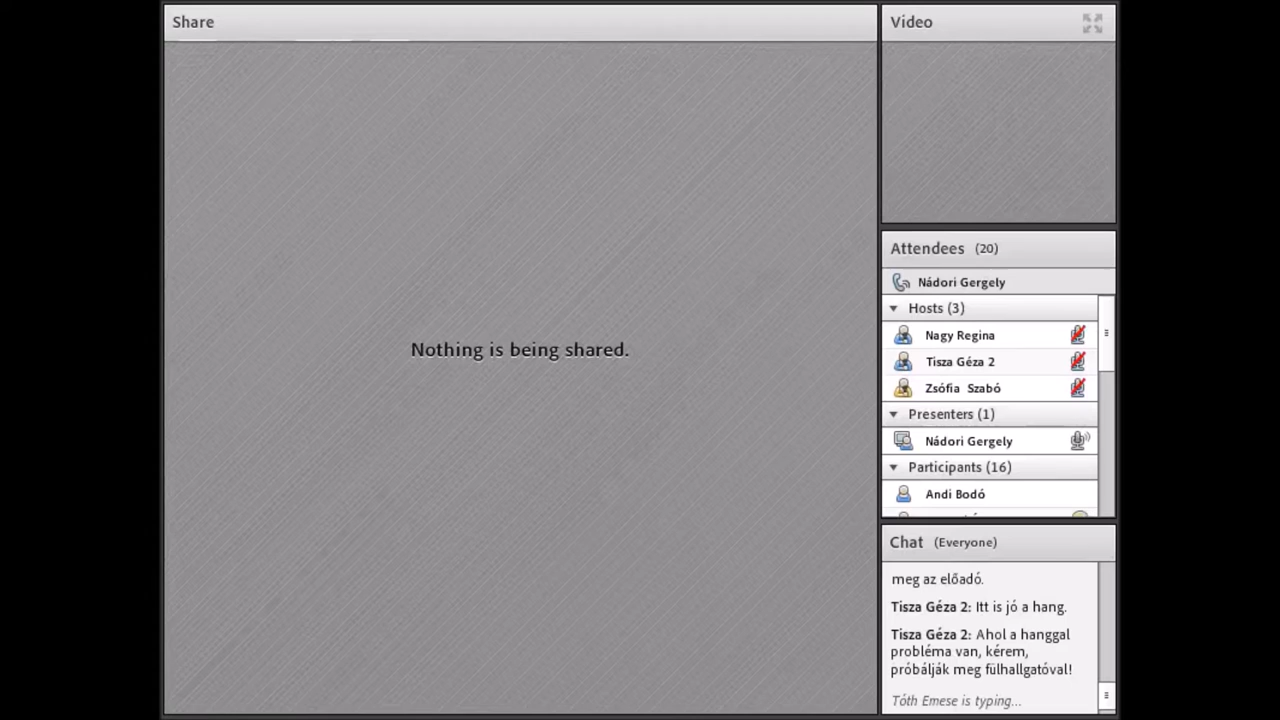 Share
Nothing is being shared.
Video
Attendees (20)
Nádori Gergely
Hosts (3)
Nagy Regina
Tisza Géza 2
Zsófia Szabó
Presenters (1)
Nádori Gergely
Participants (16)
Andi Bodó
Chat (Everyone)
meg az előadó.
Tisza Géza 2: Itt is jó a hang.
Tisza Géza 2: Ahol a hanggal
probléma van, kérem,
próbálják meg fülhallgatóval!
Tóth Emese is typing...